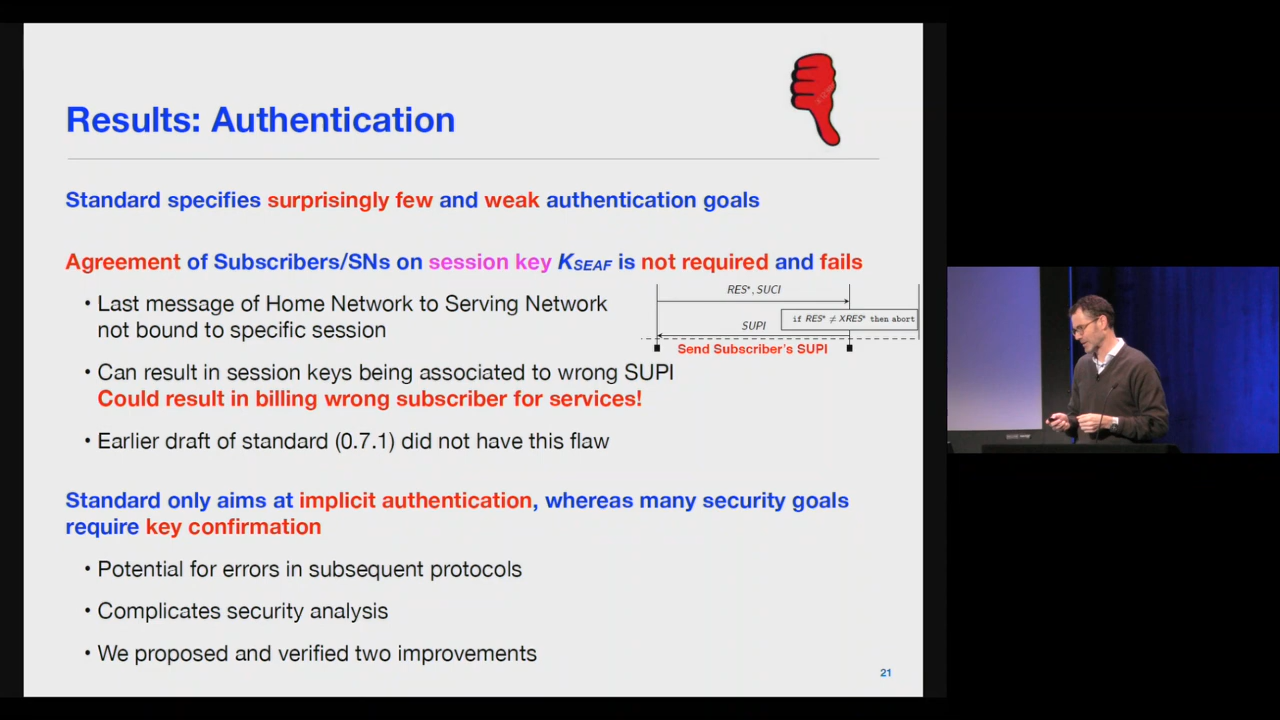 Results: Authentication
Standard specifies surprisingly few and weak authentication goals
Agreement of Subscribers/SNs on session key KSEAF is not required and fails
• Last message of Home Network to Serving Network
not bound to specific session
RES*, SUCI
if RES* ≠ XRES* then abort
SUPI
Send Subscriber's SUPI
• Can result in session keys being associated to wrong SUPI
Could result in billing wrong subscriber for services!
• Earlier draft of standard (0.7.1) did not have this flaw
Standard only aims at implicit authentication, whereas many security goals
require key confirmation
• Potential for errors in subsequent protocols
• Complicates security analysis
• We proposed and verified two improvements
21